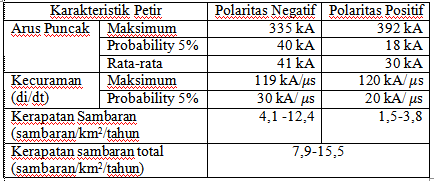 Karakteristik Petir Polaritas Negatif Polaritas Positif
Arus Puncak Maksimum 335 kA 392 kA
Probability 5% 40 kA 18 kA
Rata-rata 41 kA 30 kA
Kecuraman (di/dt) Maksimum 119 kA/µs 120 kA/ µs
Probability 5% 30 kA/ µs 20 kA/ µs
Kerapatan Sambaran 4,1 -12,4 1,5-3,8
(sambaran/km²/tahun
Kerapatan sambaran total 7,9-15,5
(sambaran/km²/tahun)